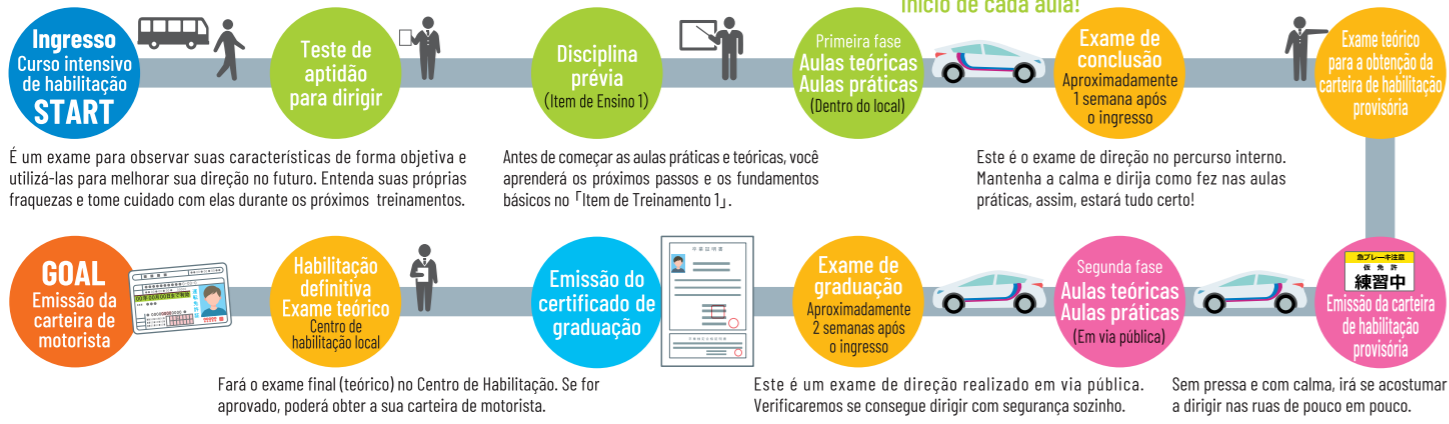 início de cada aula!
Ingresso
Curso intensivo
de habilitação
START
Teste de
aptidão
para dirigir
Disciplina
prévia
(Item de Ensino 1)
Primeira fase
Aulas teóricas
Aulas práticas
(Dentro do local)
Exame de
conclusão
Aproximadamente
1 semana após
o ingresso
Exame teórico
para a obtenção da
carteira de habilitação
provisória
É um exame para observar suas características de forma objetiva e
utilizá-las para melhorar sua direção no futuro. Entenda suas próprias
fraquezas e tome cuidado com elas durante os próximos treinamentos.
Antes de começar as aulas práticas e teóricas, você
aprenderá os próximos passos e os fundamentos
básicos no「Item de Treinamento 1」.
Este é o exame de direção no percurso interno.
Mantenha a calma e dirija como fez nas aulas
práticas, assim, estará tudo certo!
GOAL
Emissão da
carteira de
motorista
Habilitação
definitiva
Exame teórico
Centro de
habilitação local
Emissão do
certificado de
graduação
卒業証明書
Exame de
graduação
Aproximadamente
2 semanas após
o ingresso
Segunda fase
Aulas teóricas
Aulas práticas
(Em via pública)
急ブレーキ注意
仮免許
練習中
Emissão da carteira
de habilitação
provisória
Fará o exame final (teórico) no Centro de Habilitação. Se for
aprovado, poderá obter a sua carteira de motorista.
Este é um exame de direção realizado em via pública.
Verificaremos se consegue dirigir com segurança sozinho.
Sem pressa e com calma, irá se acostumar
a dirigir nas ruas de pouco em pouco.